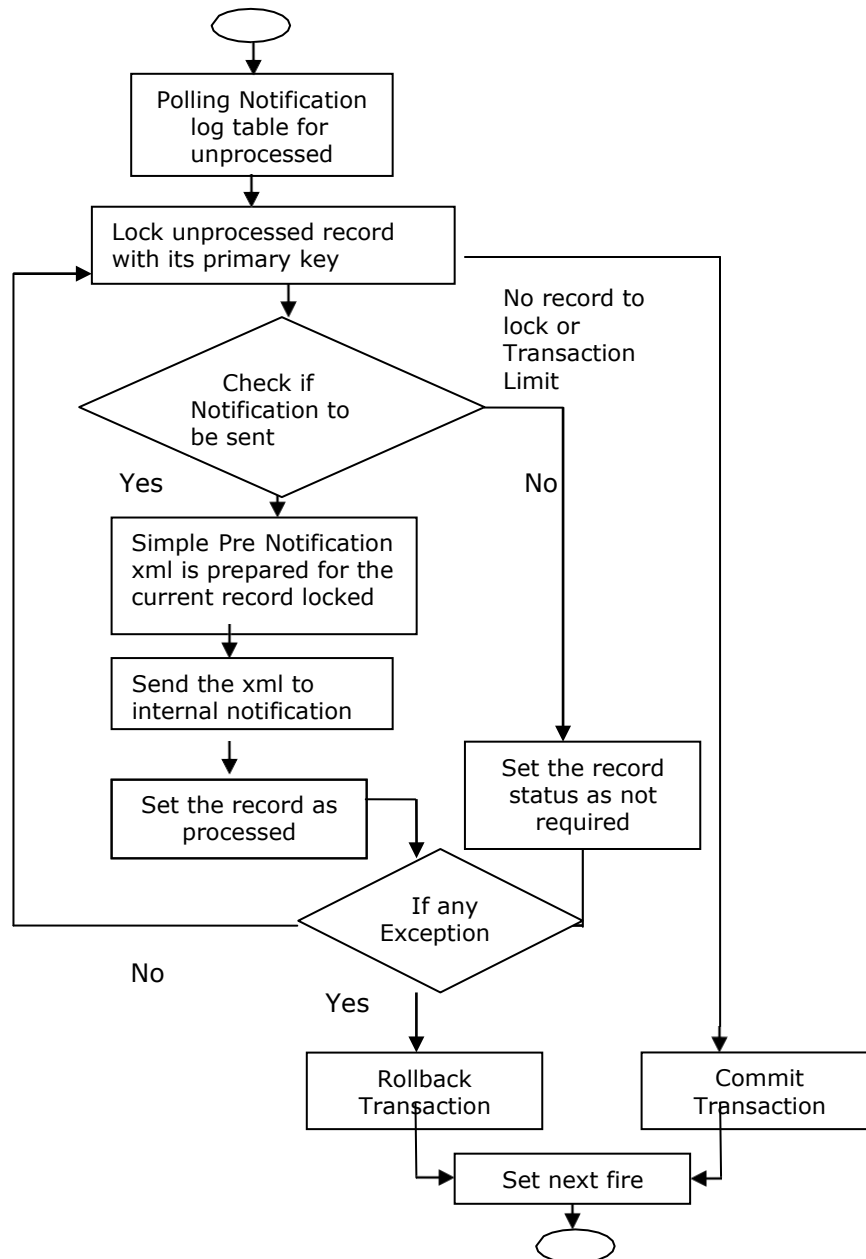 Polling Notification
log table for
unprocessed
Lock unprocessed record
with its primary key
No record to
lock or
Transaction
Limit
Check if
Notification to
be sent
Yes
No
Simple Pre Notification
xml is prepared for the
current record locked
Send the xml to
internal notification
Set the record as
processed
Set the record
status as not
required
If any
Exception
No
Yes
Rollback
Transaction
Commit
Transaction
Set next fire